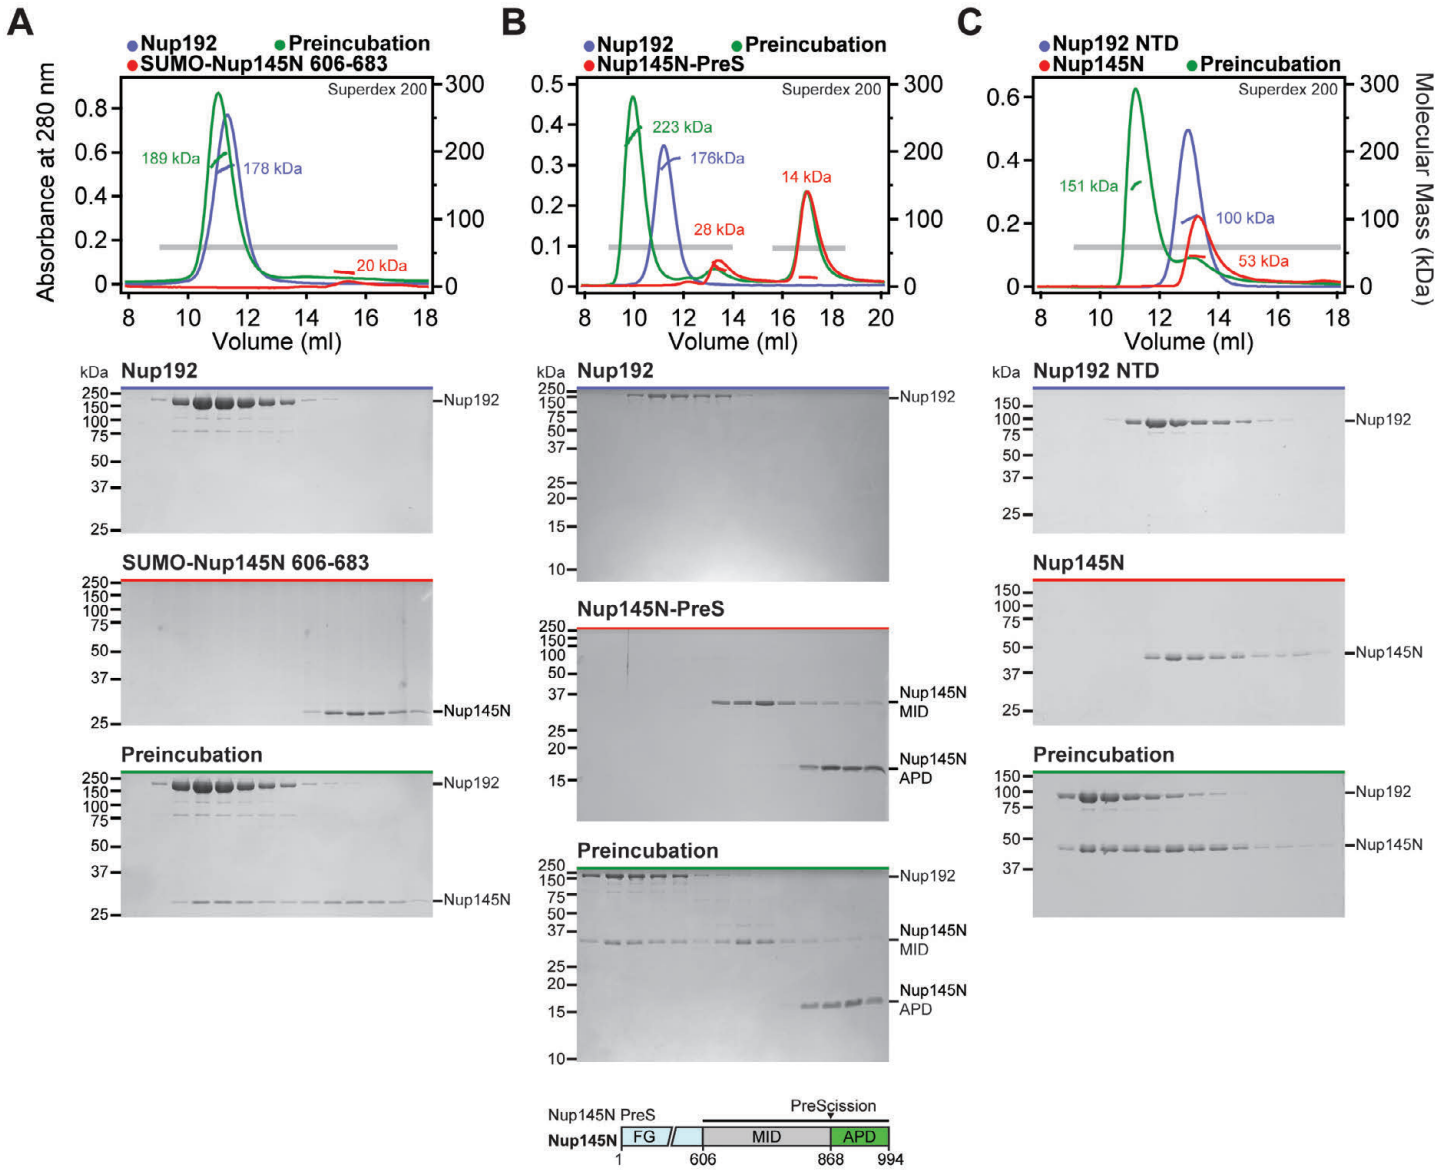 A
Nup192 Preincubation
SUMO-Nup145N 606-683
Absorbance at 280 nm
Superdex 200
0.8
0.6
0.4
0.2
0
300
200
100
0
189 kDa
178 kDa
20 kDa
8 10 12 14 16 18
Volume (ml)
B
Nup192 Preincubation
Nup145N-PreS
Superdex 200
0.5
0.4
0.3
0.2
0.1
0
300
200
100
0
223 kDa
176kDa
14 kDa
28 kDa
8 10 12 14 16 18 20
Volume (ml)
C
Nup192 NTD
Nup145N Preincubation
Superdex 200
0.6
0.4
0.2
0
300
200
100
0
Molecular Mass (kDa)
151 kDa
100 kDa
53 kDa
8 10 12 14 16 18
Volume (ml)
kDa
Nup192
250
150
100
75
50
37
25
Nup192
SUMO-Nup145N 606-683
250
150
100
75
50
37
25
Nup145N
Preincubation
250
150
100
75
50
37
25
Nup192
Nup145N
kDa
Nup192
250
150
75
50
37
25
20
15
10
Nup192
Nup145N-PreS
250
150
100
50
37
25
20
15
Nup145N
MID
Nup145N
APD
Preincubation
250
150
75
50
37
25
20
15
10
Nup192
Nup145N
MID
Nup145N
APD
kDa
Nup192 NTD
150
100
75
50
37
25
Nup192
Nup145N
150
100
75
50
37
25
Nup145N
Preincubation
150
100
75
50
37
Nup192
Nup145N
PreScission
Nup145N PreS
Nup145N FG MID APD
1 606 868 994